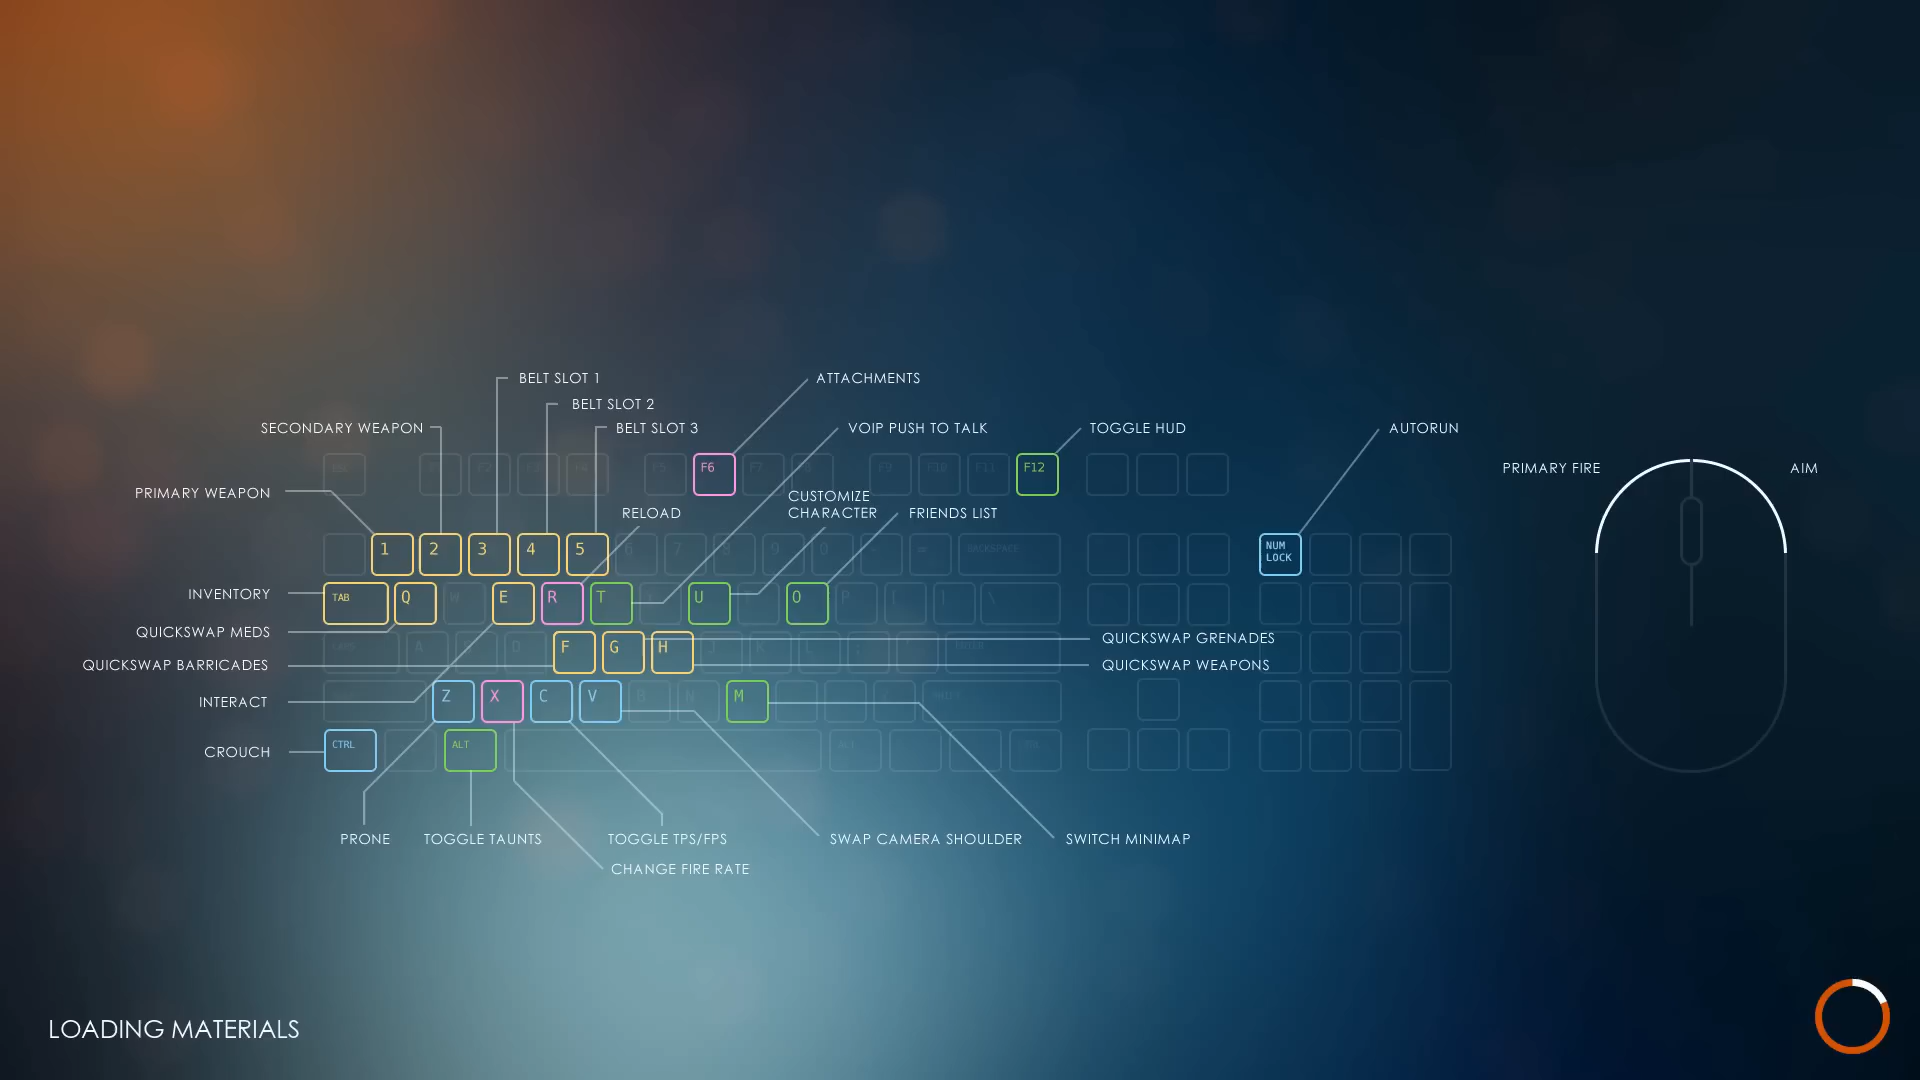 BELT SLOT 1
ATTACHMENTS
BELT SLOT 2
SECONDARY WEAPON
BELT SLOT 3
VOIP PUSH TO TALK
TOGGLE HUD
AUTORUN
PRIMARY FIRE
AIM
F6
F12
PRIMARY WEAPON
CUSTOMIZE
CHARACTER
RELOAD
FRIENDS LIST
1
2
3
4
5
BACKSPACE
NUM
LOCK
INVENTORY
TAB
Q
E
R
T
U
O
P
QUICKSWAP MEDS
F
G
H
QUICKSWAP GRENADES
QUICKSWAP BARRICADES
QUICKSWAP WEAPONS
INTERACT
Z
X
C
V
M
CROUCH
CTRL
ALT
PRONE
TOGGLE TAUNTS
TOGGLE TPS/FPS
SWAP CAMERA SHOULDER
SWITCH MINIMAP
CHANGE FIRE RATE
LOADING MATERIALS